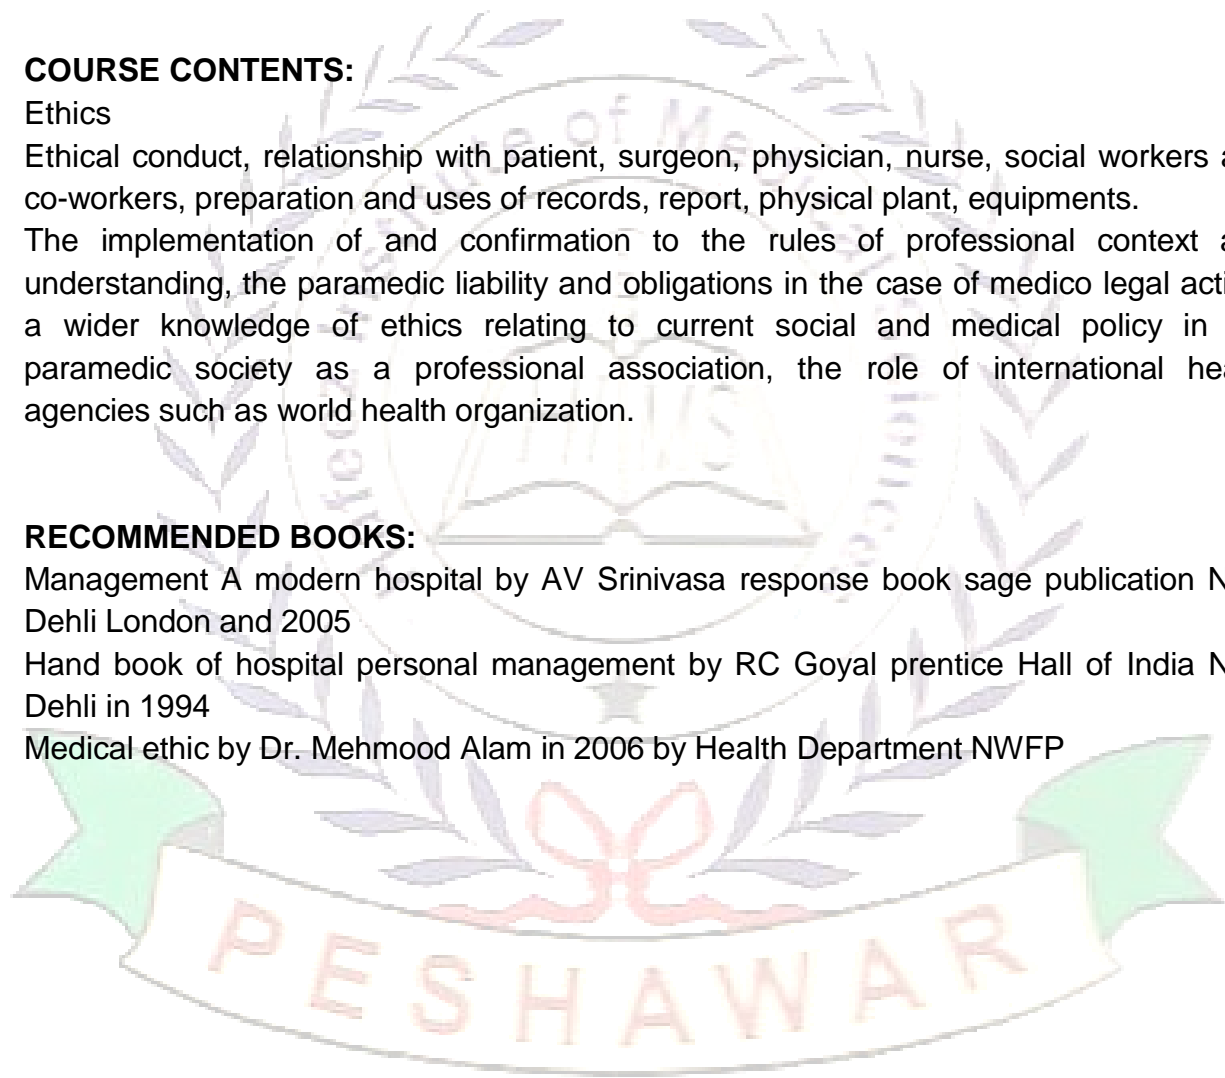 COURSE CONTENTS:
Ethics
Ethical conduct, relationship with patient, surgeon, physician, nurse, social workers a
co-workers, preparation and uses of records, report, physical plant, equipments.
The implementation of and confirmation to the rules of professional context a
understanding, the paramedic liability and obligations in the case of medico legal acti
a wider knowledge of ethics relating to current social and medical policy in
paramedic society as a professional association, the role of international hea
agencies such as world health organization.
RECOMMENDED BOOKS:
Management A modern hospital by AV Srinivasa response book sage publication N
Dehli London and 2005
Hand book of hospital personal management by RC Goyal prentice Hall of India N
Dehli in 1994
Medical ethic by Dr. Mehmood Alam in 2006 by Health Department NWFP
Institute of Medical Sciences
PESHAWAR